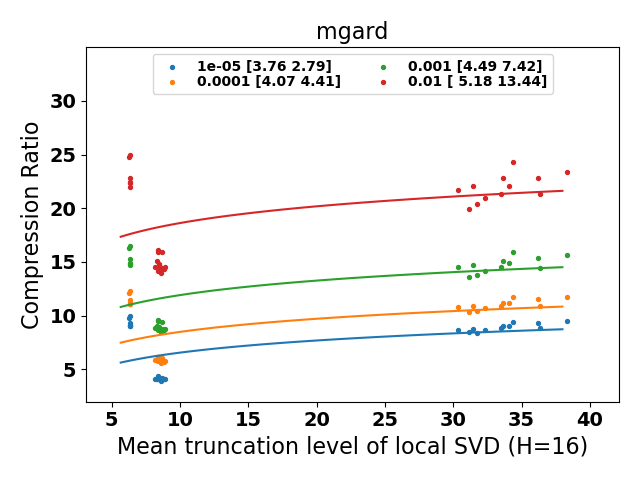 mgard
1e-05 [3.76 2.79]
0.0001 [4.07 4.41]
0.001 [4.49 7.42]
0.01 [ 5.18 13.44]
Compression Ratio
30
25
20
15
10
5
5 10 15 20 25 30 35 40
Mean truncation level of local SVD (H=16)